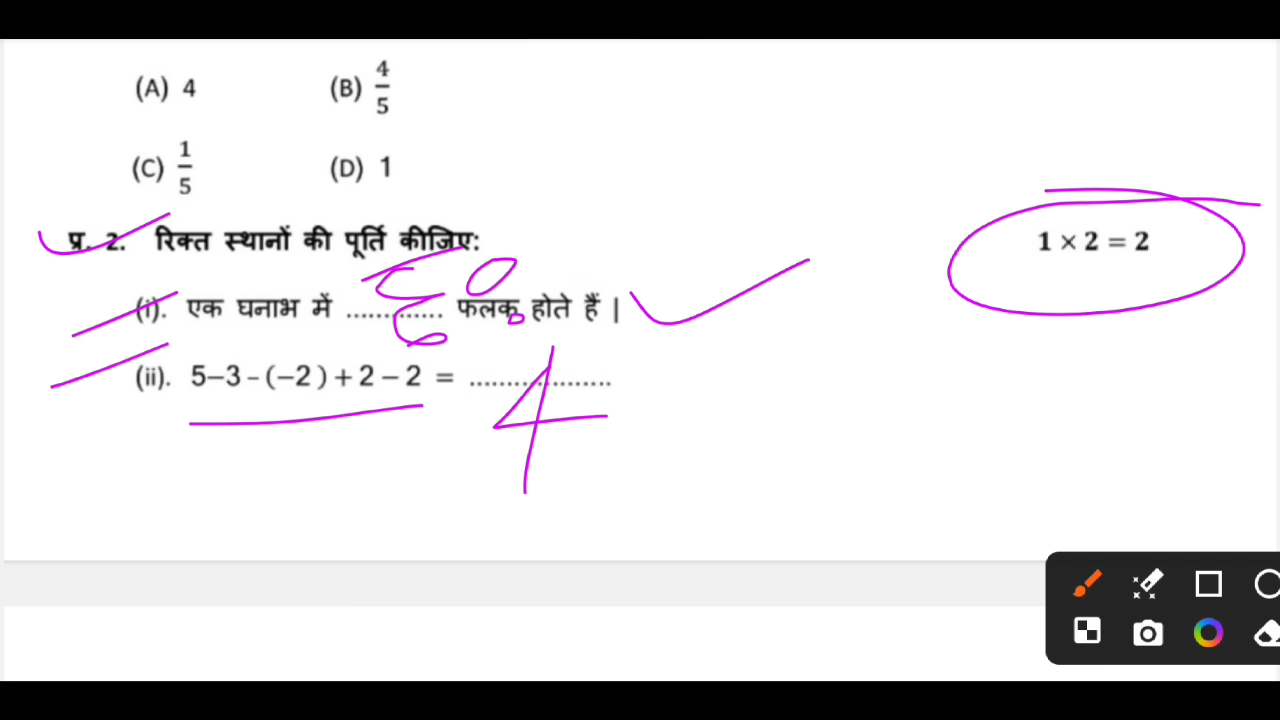 (A) 4 (B) 4/5
(C) 1/5 (D) 1
प्र. 2. रिक्त स्थानों की पूर्ति कीजिए: 1 × 2 = 2
(i). एक घनाभ में ............. फलक होते हैं |
(ii). 5–3 – (–2 ) + 2 – 2 = ................... 4